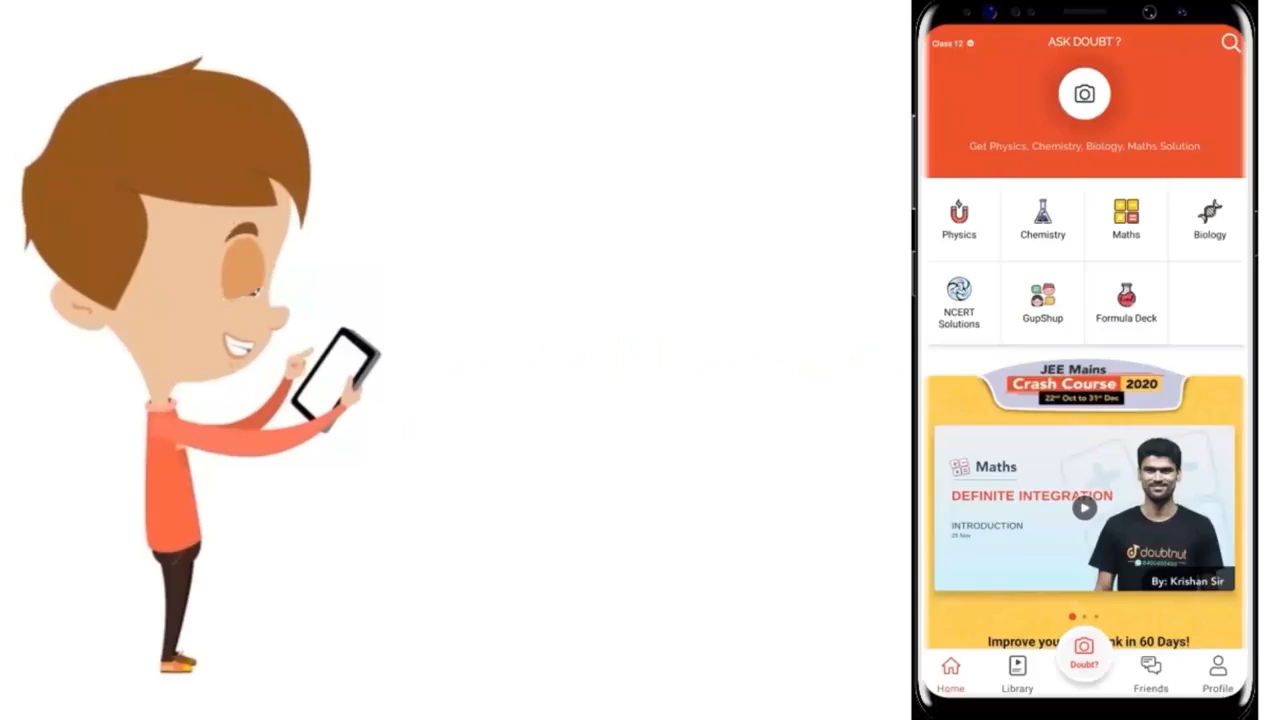 Class 12
ASK DOUBT ?
Get Physics, Chemistry, Biology, Maths Solution
Physics
Chemistry
Maths
Biology
NCERT
Solutions
GupShup
Formula Deck
JEE Mains
Crash Course 2020
22nd Oct to 31st Dec
Maths
DEFINITE INTEGRATION
INTRODUCTION
doubtnut
By: Krishan Sir
Improve you nk in 60 Days!
Doubt?
Home
Library
Friends
Profile